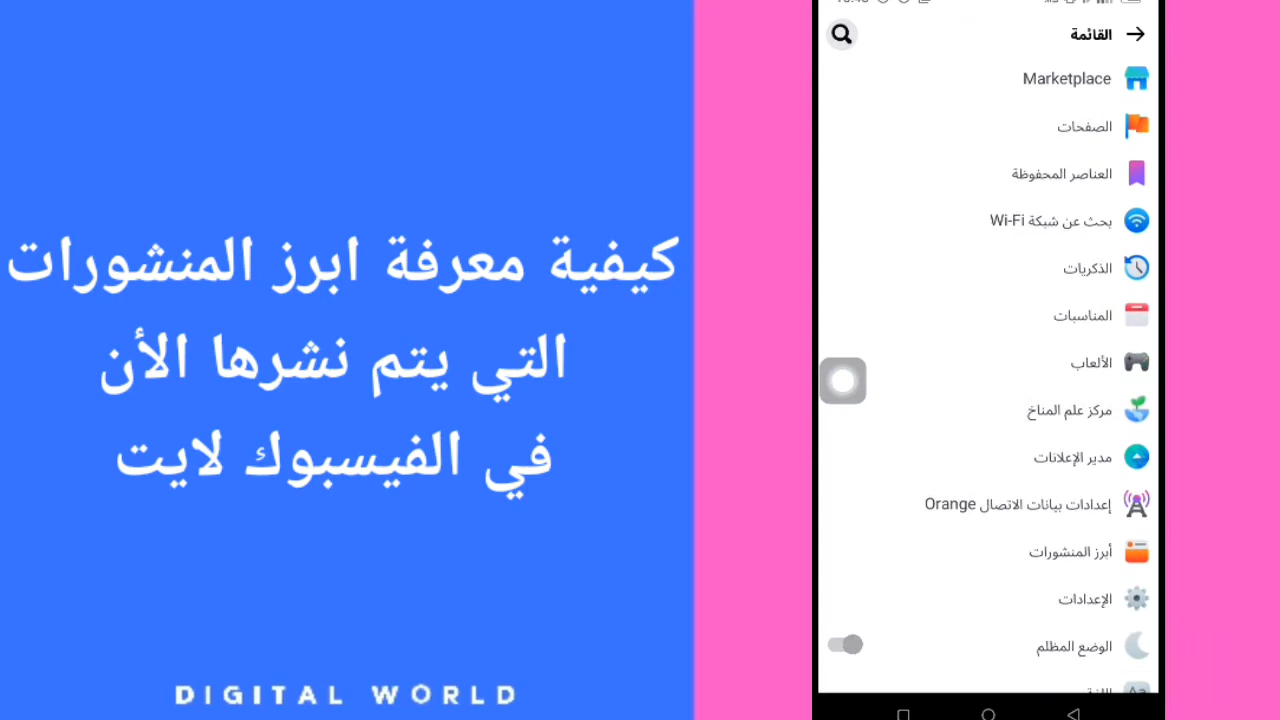 كيفية معرفة ابرز المنشورات
التي يتم نشرها الأن
في الفيسبوك لايت
DIGITAL WORLD
القائمة
Marketplace
الصفحات
العناصر المحفوظة
بحث عن شبكة Wi-Fi
الذكريات
المناسبات
الألعاب
مركز علم المناخ
مدير الإعلانات
إعدادات بيانات الاتصال Orange
أبرز المنشورات
الإعدادات
الوضع المظلم